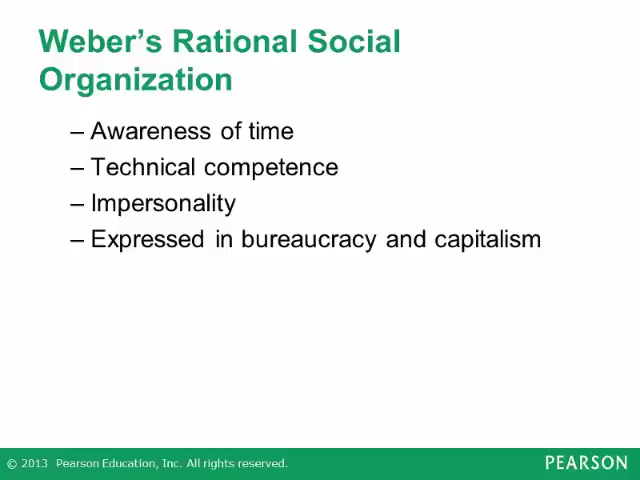 Weber’s Rational Social
Organization
– Awareness of time
– Technical competence
– Impersonality
– Expressed in bureaucracy and capitalism
© 2013 Pearson Education, Inc. All rights reserved.
PEARSON